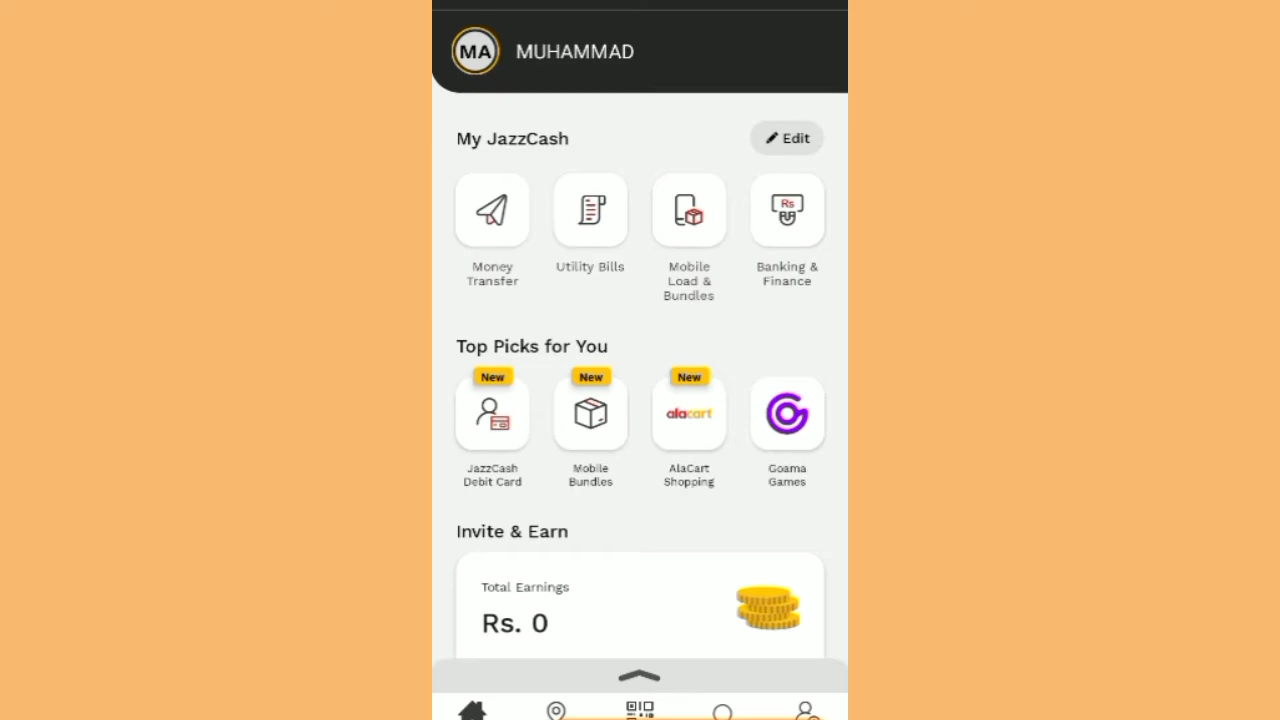 MA MUHAMMAD
My JazzCash
Edit
Rs
Money Transfer
Utility Bills
Mobile Load & Bundles
Banking & Finance
Top Picks for You
New
New
New
alacart
JazzCash Debit Card
Mobile Bundles
AlaCart Shopping
Goama Games
Invite & Earn
Total Earnings
Rs. 0